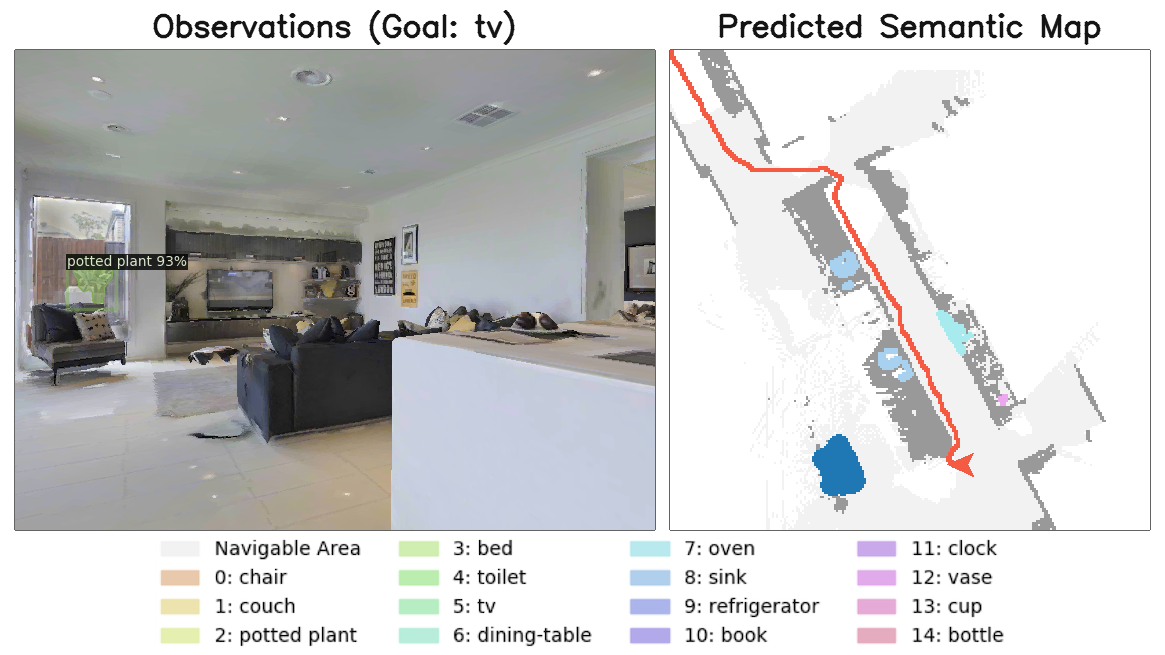 Observations (Goal: tv)
Predicted Semantic Map
potted plant 93%
Navigable Area
0: chair
1: couch
2: potted plant
3: bed
4: toilet
5: tv
6: dining-table
7: oven
8: sink
9: refrigerator
10: book
11: clock
12: vase
13: cup
14: bottle